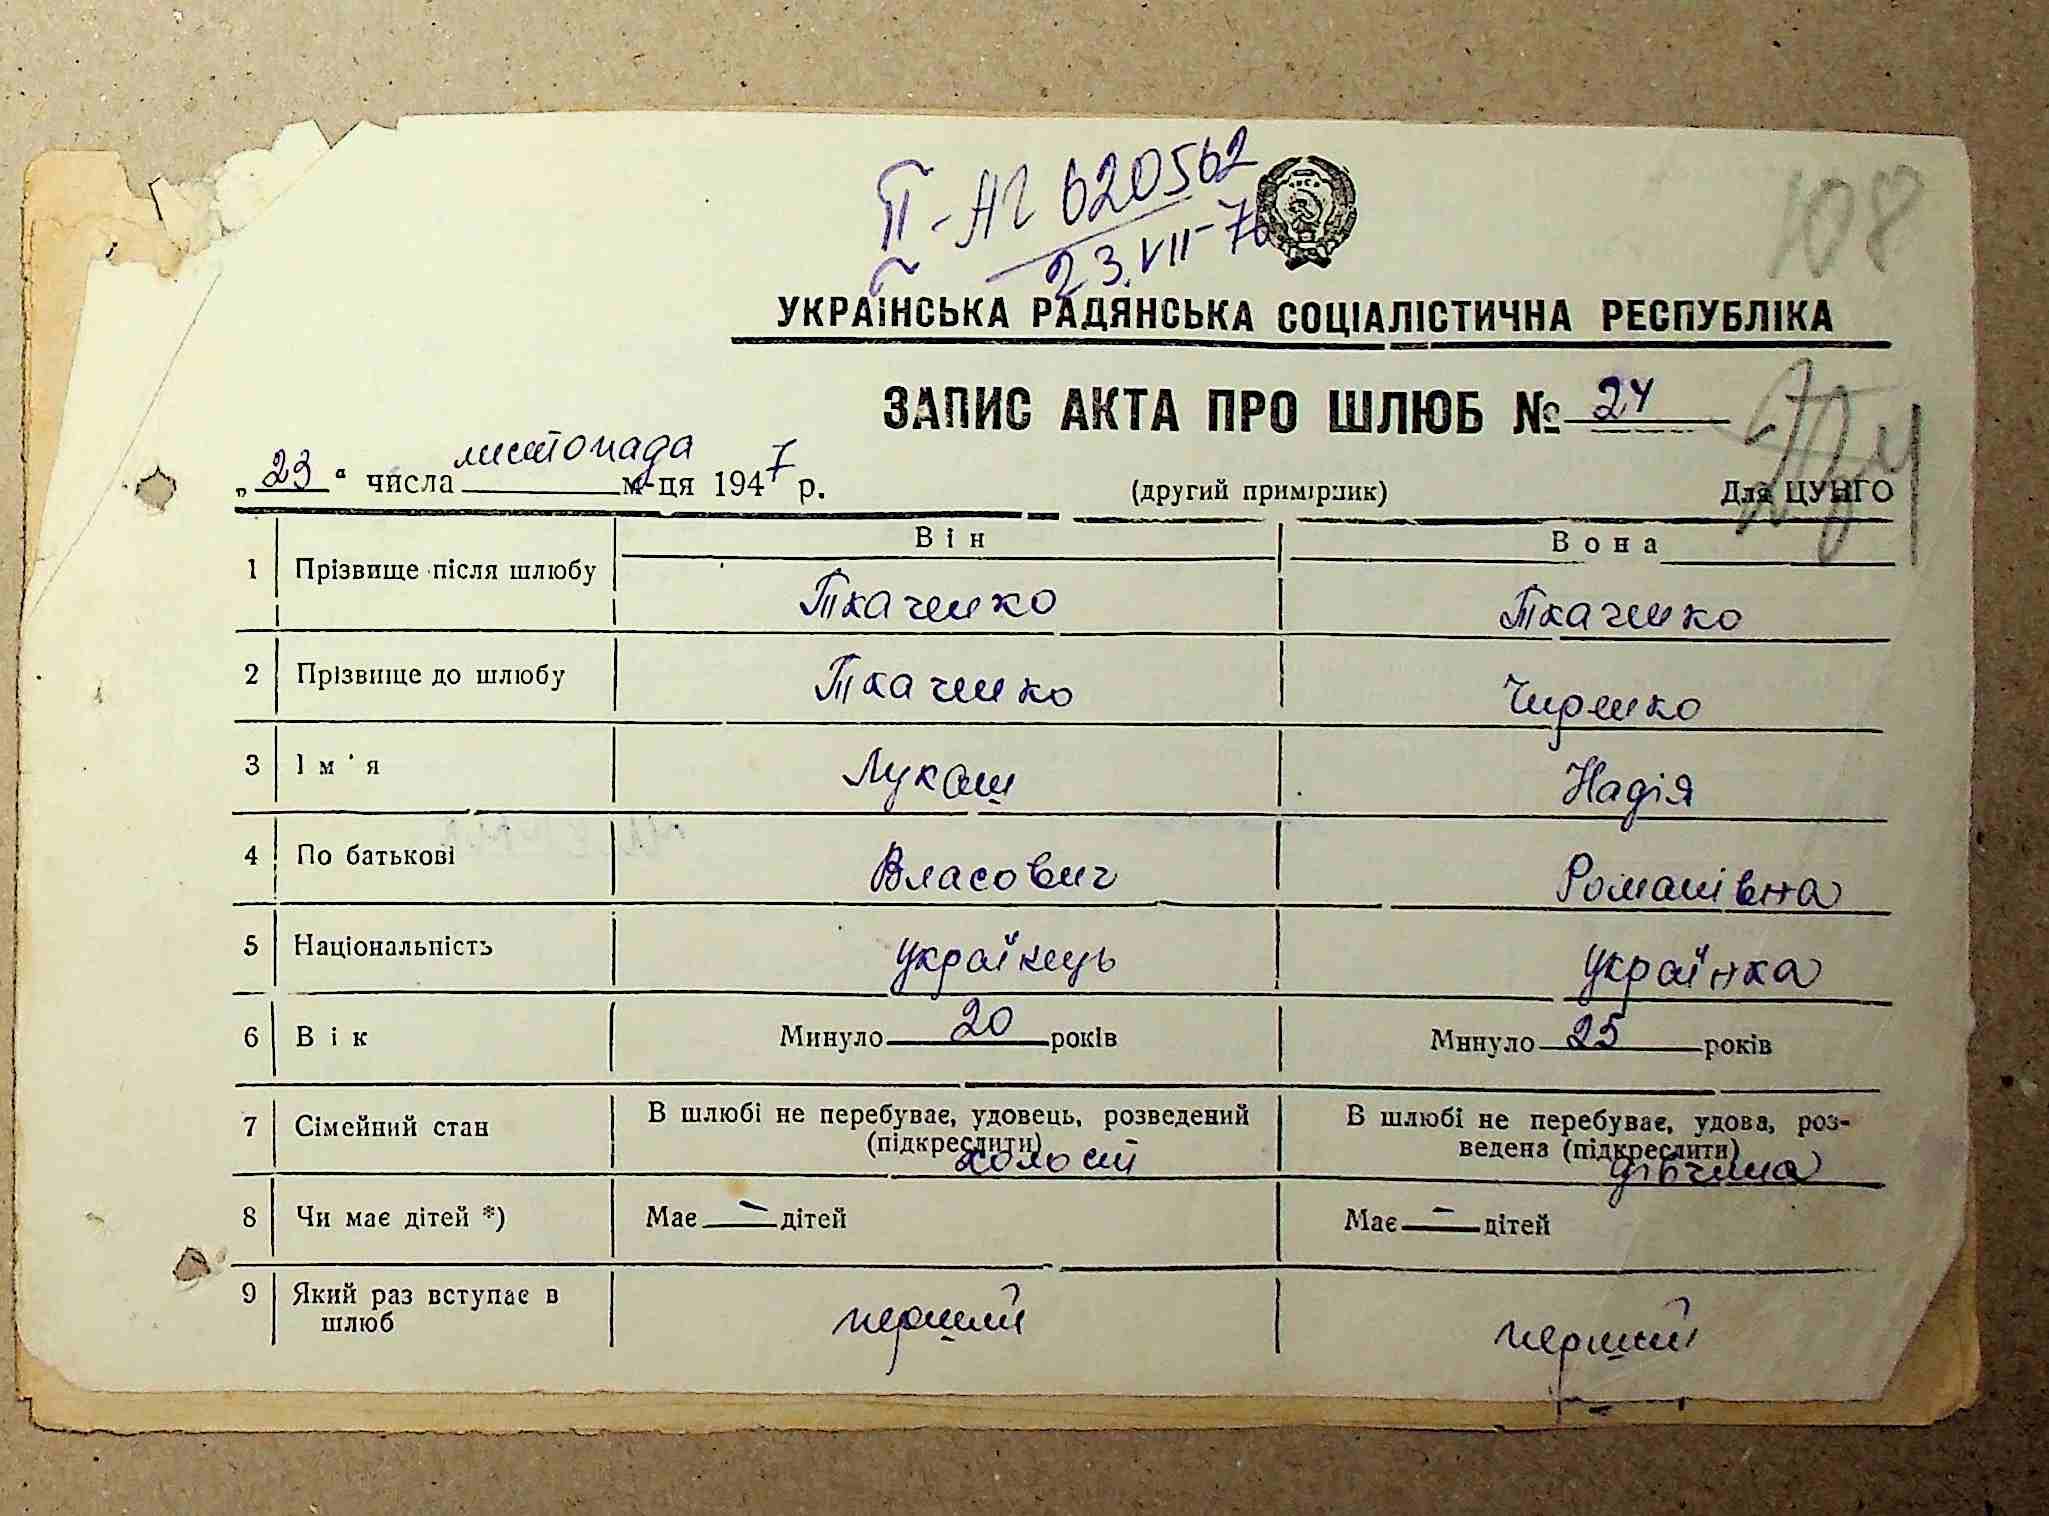 ІІ-АГ 620562
23.VII-76
108
УКРАЇНСЬКА РАДЯНСЬКА СОЦІАЛІСТИЧНА РЕСПУБЛІКА
ЗАПИС АКТА ПРО ШЛЮБ № 24
„23“ числа листопада м-ця 1947 р. (другий примірник) Для ЦУНГО
Він Вона
1 Прізвище після шлюбу Ткаченко Ткаченко
2 Прізвище до шлюбу Ткаченко Чиренко
3 Ім'я Лукаш Надія
4 По батькові Власович Романівна
5 Національність українець українка
6 Вік Минуло 20 років Минуло 25 років
7 Сімейний стан В шлюбі не перебуває, удовець, розведений В шлюбі не перебуває, удова, роз-
(підкреслити) ведена (підкреслити)
холостий дівчина
8 Чи має дітей *) Має — дітей Має — дітей
9 Який раз вступає в
шлюб перший перший